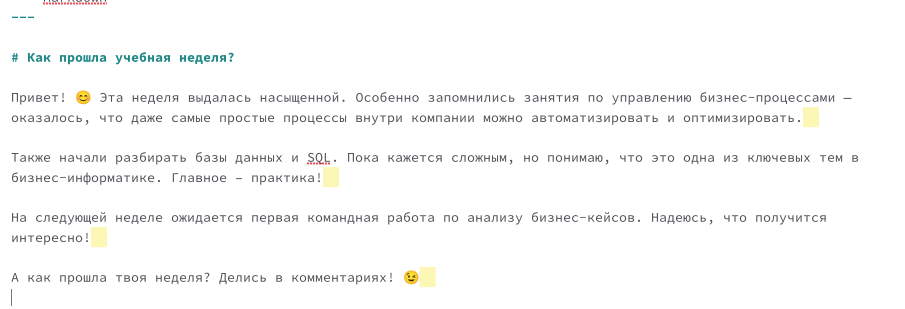 ---
# Как прошла учебная неделя?
Привет! 😊 Эта неделя выдалась насыщенной. Особенно запомнились занятия по управлению бизнес-процессами —
оказалось, что даже самые простые процессы внутри компании можно автоматизировать и оптимизировать.
Также начали разбирать базы данных и SQL. Пока кажется сложным, но понимаю, что это одна из ключевых тем в
бизнес-информатике. Главное – практика!
На следующей неделе ожидается первая командная работа по анализу бизнес-кейсов. Надеюсь, что получится
интересно!
А как прошла твоя неделя? Делись в комментариях! 😉